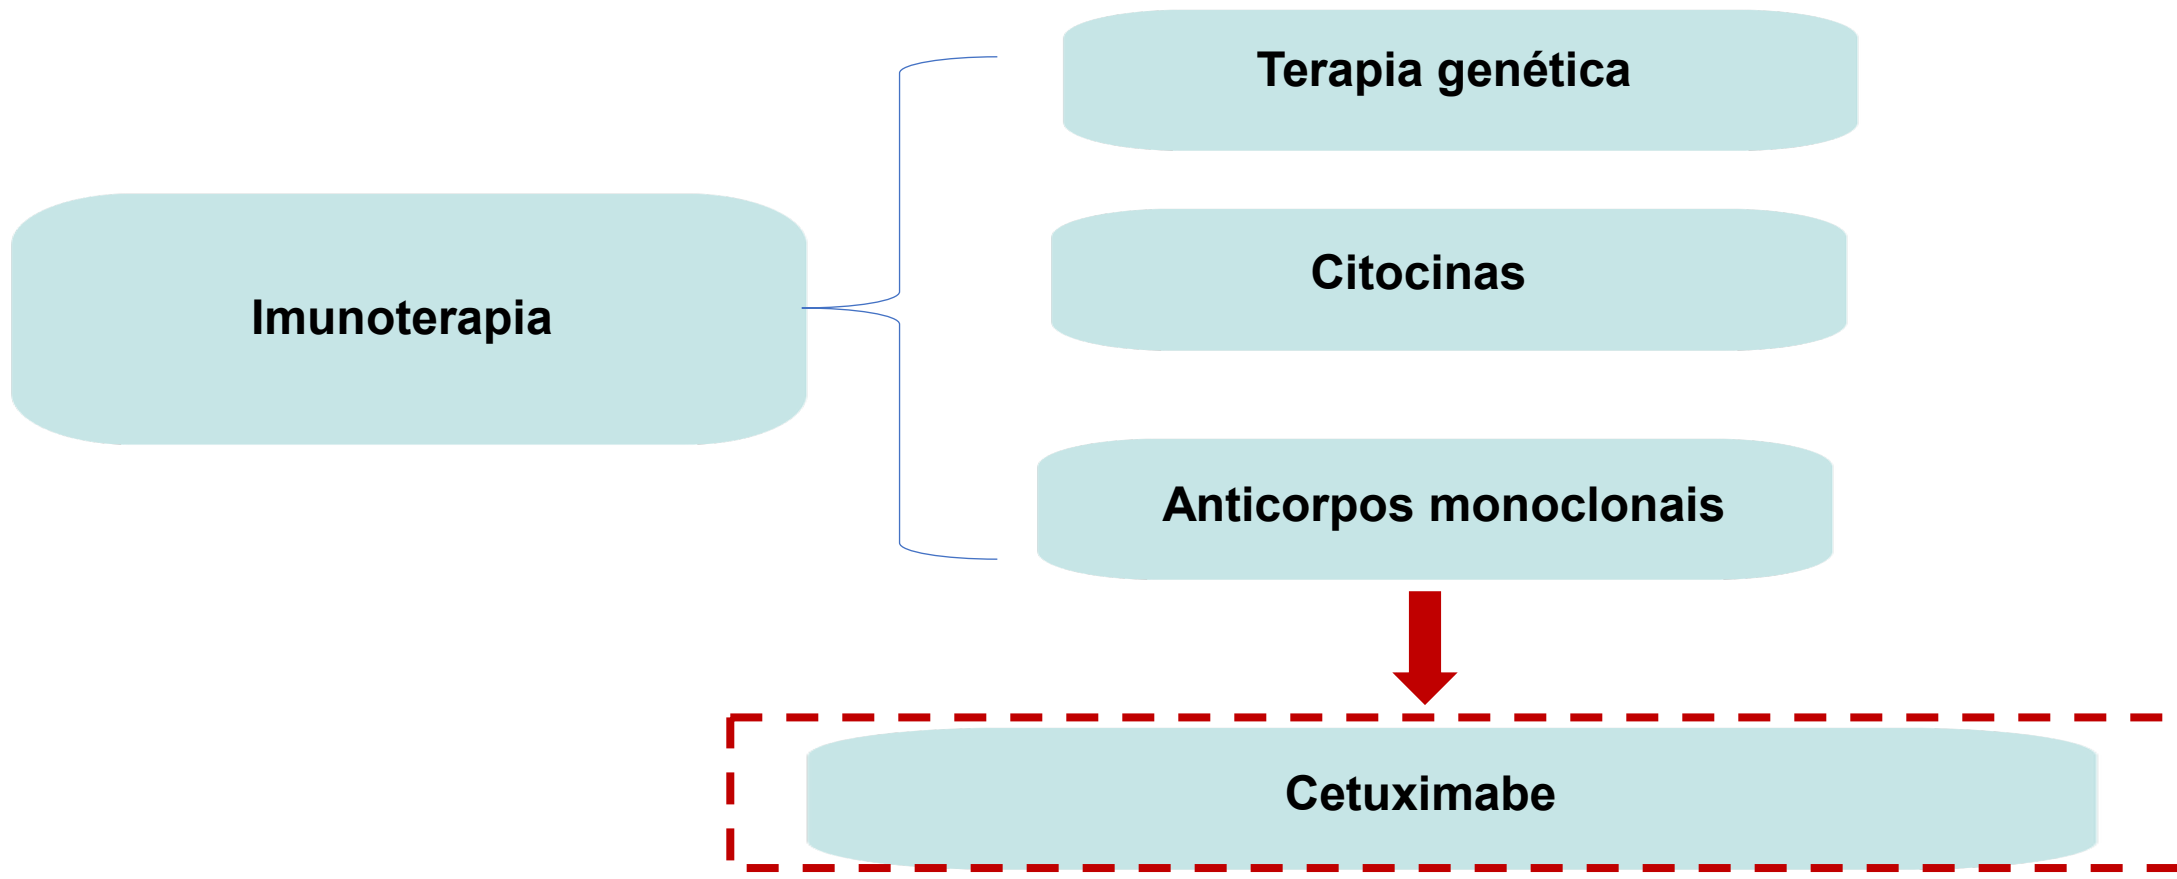 Terapia genética
Citocinas
Imunoterapia
Anticorpos monoclonais
Cetuximabe